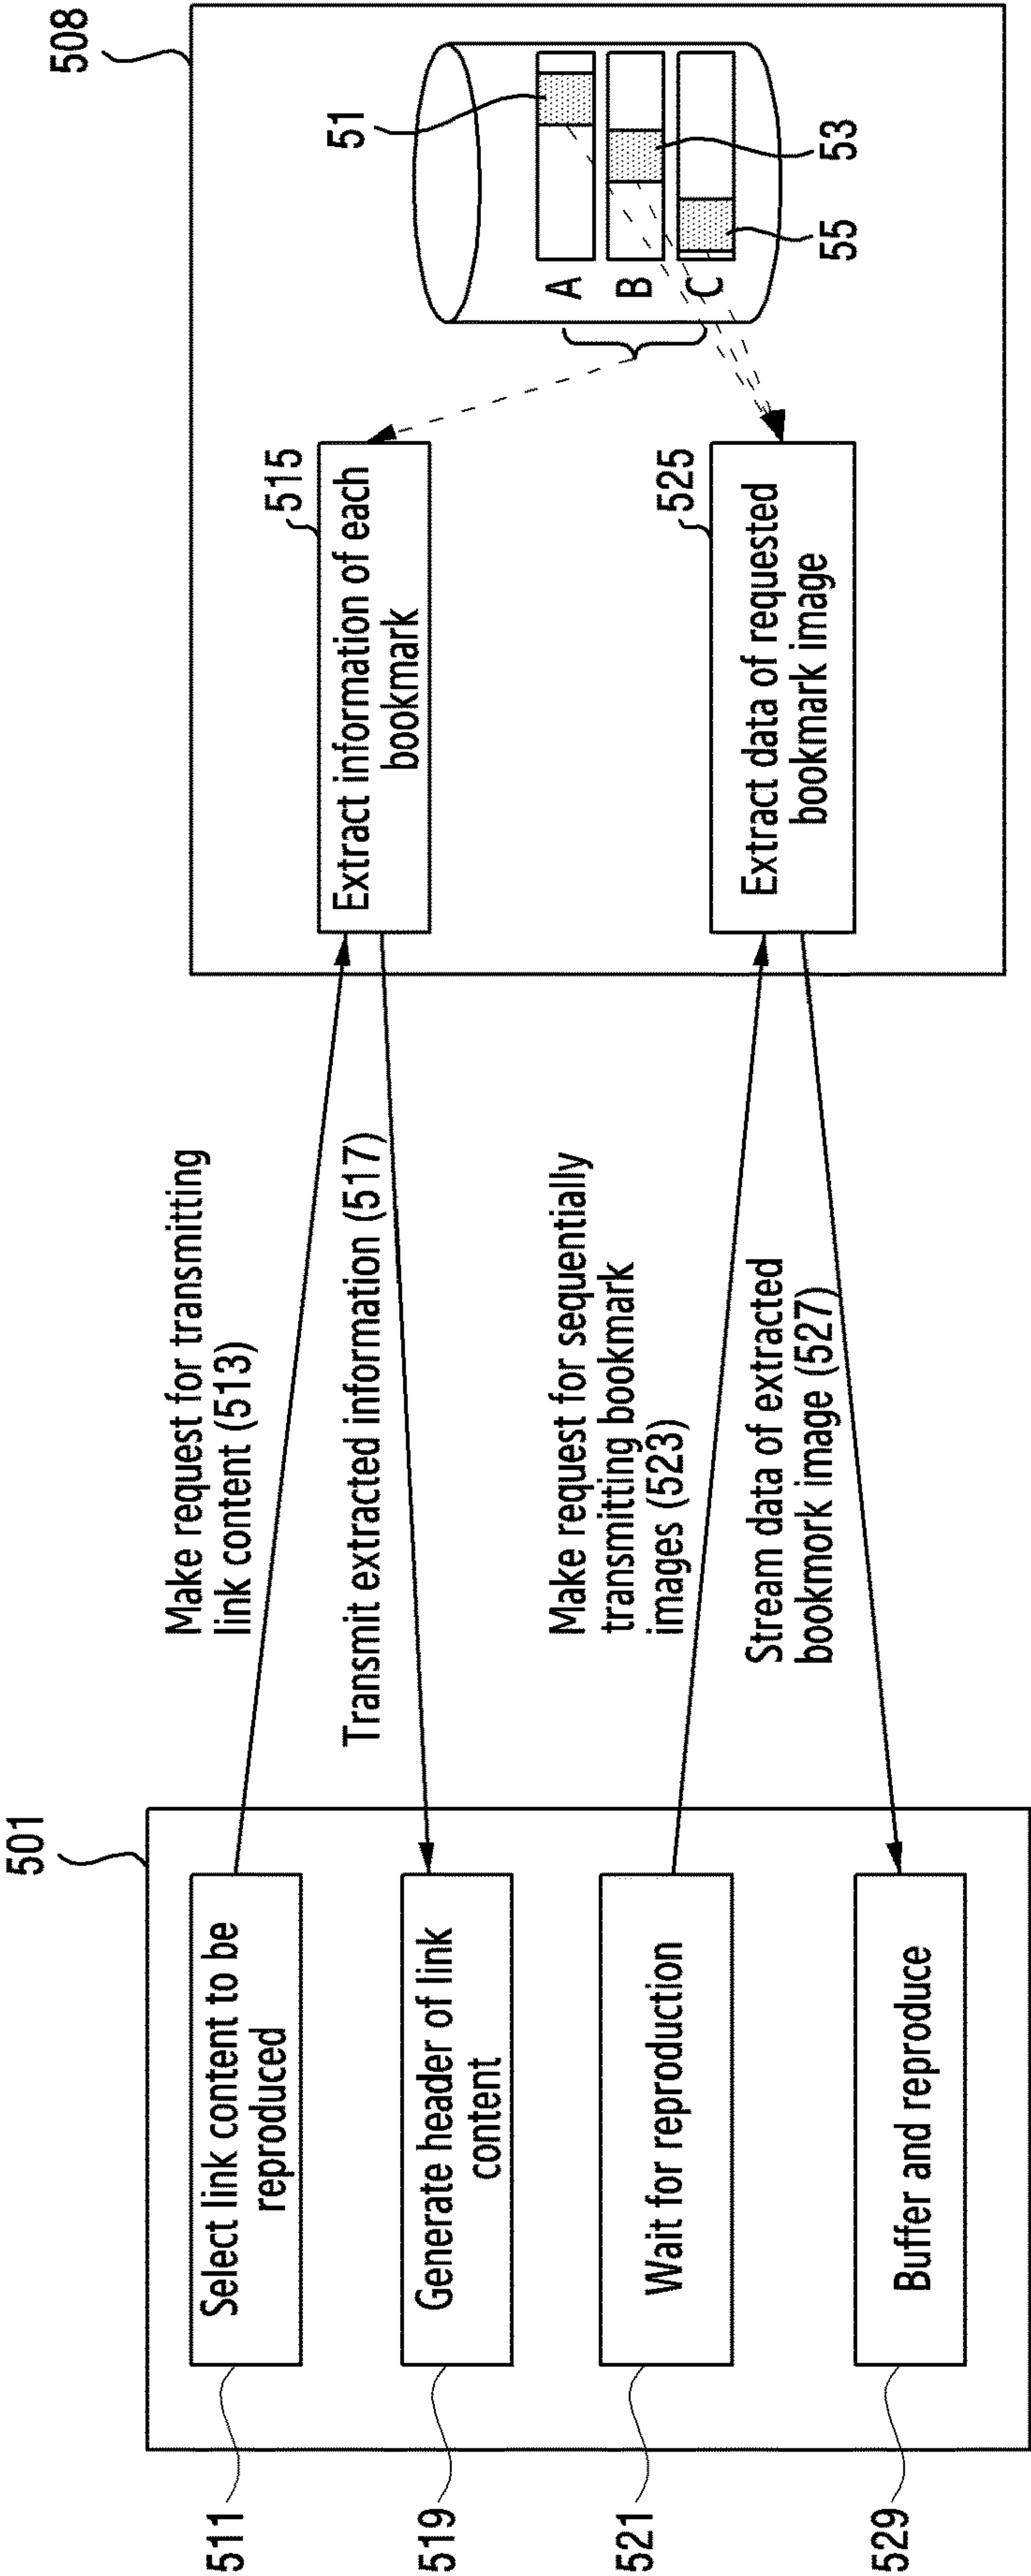 501
508
511
Select link content to be
reproduced
Make request for transmitting
link content (513)
515
Extract information of each
bookmark
Transmit extracted information (517)
519
Generate header of link
content
A
B
C
51
53
55
521
Wait for reproduction
Make request for sequentially
transmitting bookmark
images (523)
525
Extract data of requested
bookmark image
Stream data of extracted
bookmork image (527)
529
Buffer and reproduce